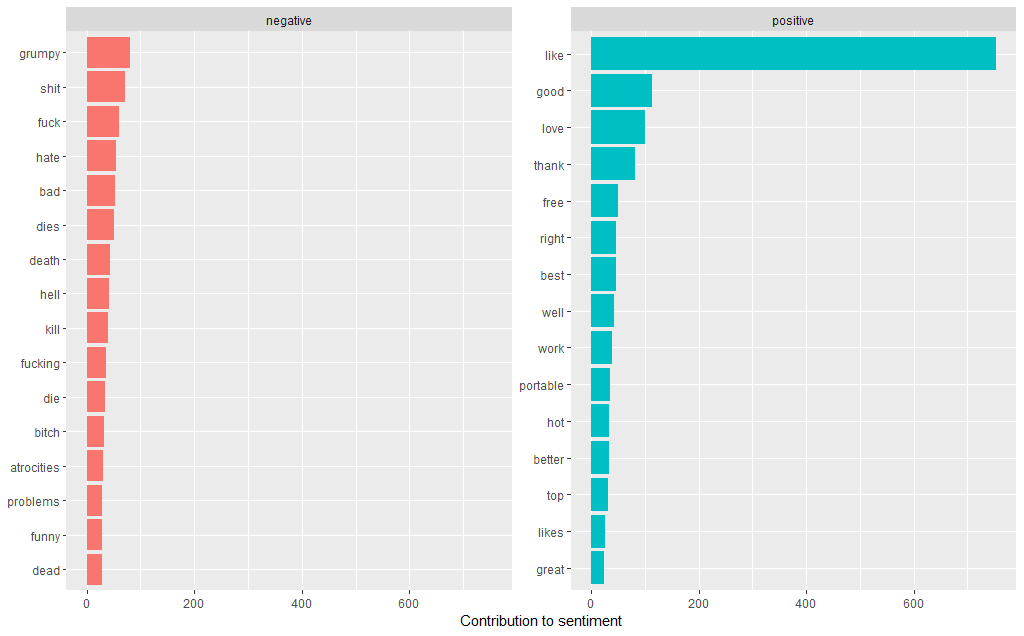 negative
grumpy
shit
fuck
hate
bad
dies
death
hell
kill
fucking
die
bitch
atrocities
problems
funny
dead
0 200 400 600
positive
like
good
love
thank
free
right
best
well
work
portable
hot
better
top
likes
great
0 200 400 600
Contribution to sentiment